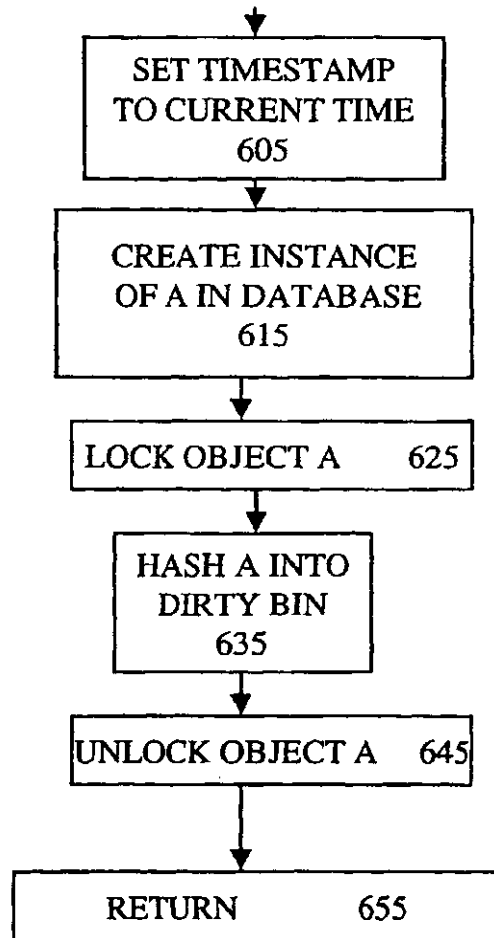 SET TIMESTAMP
TO CURRENT TIME
605
CREATE INSTANCE
OF A IN DATABASE
615
LOCK OBJECT A 625
HASH A INTO
DIRTY BIN
635
UNLOCK OBJECT A 645
RETURN 655